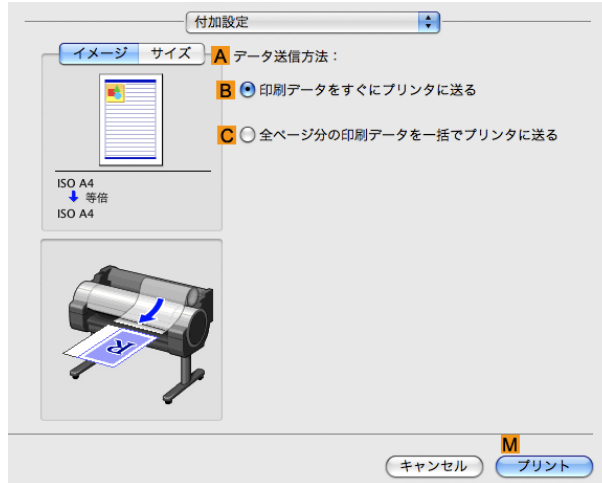 付加設定
イメージ サイズ
A データ送信方法：
B 印刷データをすぐにプリンタに送る
C 全ページ分の印刷データを一括でプリンタに送る
ISO A4
等倍
ISO A4
R
M
キャンセル プリント